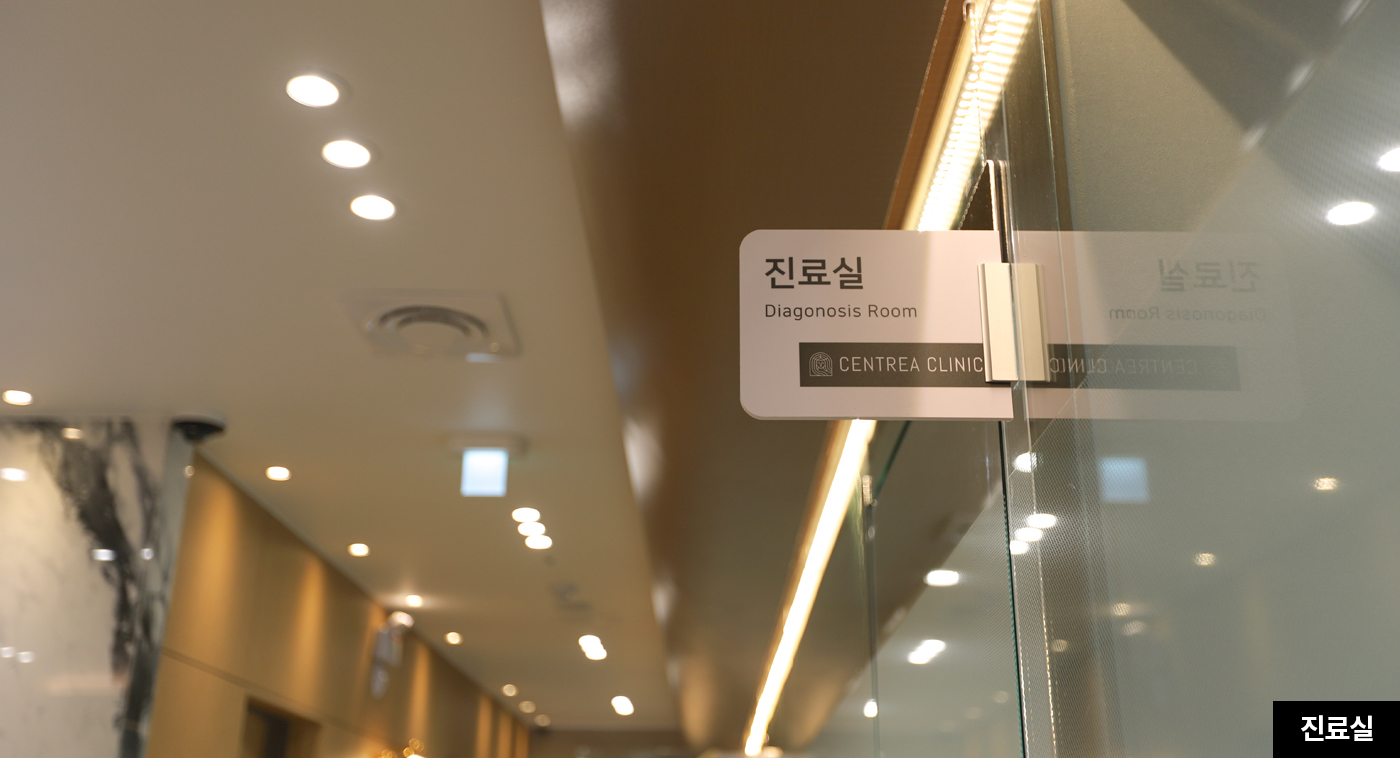 진료실
Diagonosis Room
CENTREA CLINIC
진료실